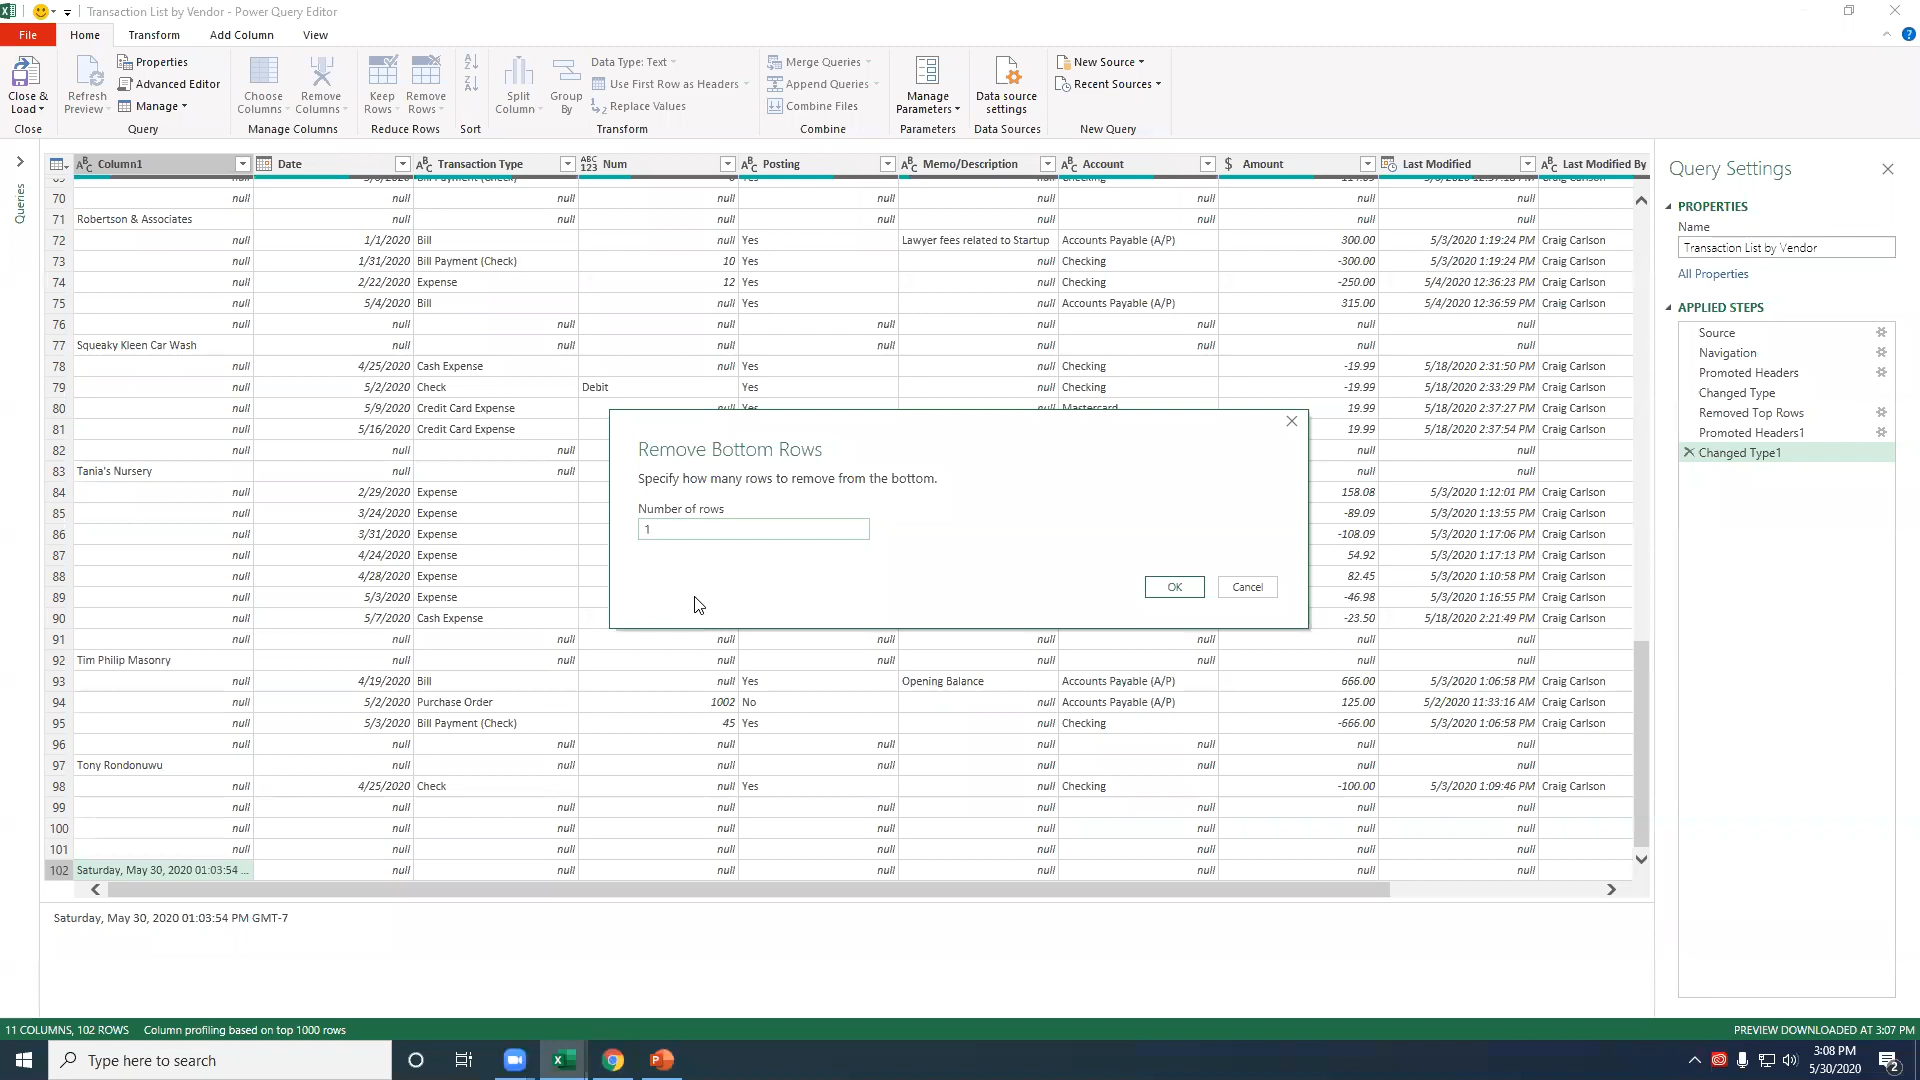 Transaction List by Vendor - Power Query Editor
File Home Transform Add Column View
Close & Load Close
Refresh Preview Properties Advanced Editor Manage Query
Choose Columns Remove Columns Manage Columns
Keep Rows Remove Rows Reduce Rows
Sort
Split Column Group By Data Type: Text Use First Row as Headers Replace Values Transform
Merge Queries Append Queries Combine Files Combine
Manage Parameters Parameters
Data source settings Data Sources
New Source Recent Sources New Query
Queries
Column1 Date Transaction Type Num Posting Memo/Description Account Amount Last Modified Last Modified By
70 null null null null null null null null null
71 Robertson & Associates null null null null null null null null
72 null 1/1/2020 Bill null Yes Lawyer fees related to Startup Accounts Payable (A/P) 300.00 5/3/2020 1:19:24 PM Craig Carlson
73 null 1/31/2020 Bill Payment (Check) 10 Yes null Checking -300.00 5/3/2020 1:19:24 PM Craig Carlson
74 null 2/22/2020 Expense 12 Yes null Checking -250.00 5/4/2020 12:36:23 PM Craig Carlson
75 null 5/4/2020 Bill null Yes null Accounts Payable (A/P) 315.00 5/4/2020 12:36:59 PM Craig Carlson
76 null null null null null null null null null
77 Squeaky Kleen Car Wash null null null null null null null null
78 null 4/25/2020 Cash Expense null Yes null Checking -19.99 5/18/2020 2:31:50 PM Craig Carlson
79 null 5/2/2020 Check Debit Yes null Checking -19.99 5/18/2020 2:33:29 PM Craig Carlson
80 null 5/9/2020 Credit Card Expense null Yes null Mastercard 19.99 5/18/2020 2:37:27 PM Craig Carlson
81 null 5/16/2020 Credit Card Expense 19.99 5/18/2020 2:37:54 PM Craig Carlson
82 null null null null null
83 Tania's Nursery null null null null
84 null 2/29/2020 Expense 158.08 5/3/2020 1:12:01 PM Craig Carlson
85 null 3/24/2020 Expense -89.09 5/3/2020 1:13:55 PM Craig Carlson
86 null 3/31/2020 Expense -108.09 5/3/2020 1:17:06 PM Craig Carlson
87 null 4/24/2020 Expense 54.92 5/3/2020 1:17:13 PM Craig Carlson
88 null 4/28/2020 Expense 82.45 5/3/2020 1:10:58 PM Craig Carlson
89 null 5/3/2020 Expense -46.98 5/3/2020 1:16:55 PM Craig Carlson
90 null 5/7/2020 Cash Expense -23.50 5/18/2020 2:21:49 PM Craig Carlson
91 null null null null null null null null null
92 Tim Philip Masonry null null null null null null null null
93 null 4/19/2020 Bill null Yes Opening Balance Accounts Payable (A/P) 666.00 5/3/2020 1:06:58 PM Craig Carlson
94 null 5/2/2020 Purchase Order 1002 No null Accounts Payable (A/P) 125.00 5/2/2020 11:33:16 AM Craig Carlson
95 null 5/3/2020 Bill Payment (Check) 45 Yes null Checking -666.00 5/3/2020 1:06:58 PM Craig Carlson
96 null null null null null null null null null
97 Tony Rondonuwu null null null null null null null null
98 null 4/25/2020 Check null Yes null Checking -100.00 5/3/2020 1:09:46 PM Craig Carlson
99 null null null null null null null null null
100 null null null null null null null null null
101 null null null null null null null null null
102 Saturday, May 30, 2020 01:03:54 ... null null null null null null null null
Remove Bottom Rows
Specify how many rows to remove from the bottom.
Number of rows
1
OK Cancel
Saturday, May 30, 2020 01:03:54 PM GMT-7
Query Settings
PROPERTIES
Name
Transaction List by Vendor
All Properties
APPLIED STEPS
Source
Navigation
Promoted Headers
Changed Type
Removed Top Rows
Promoted Headers1
Changed Type1
11 COLUMNS, 102 ROWS Column profiling based on top 1000 rows PREVIEW DOWNLOADED AT 3:07 PM
Type here to search
3:08 PM
5/30/2020
2